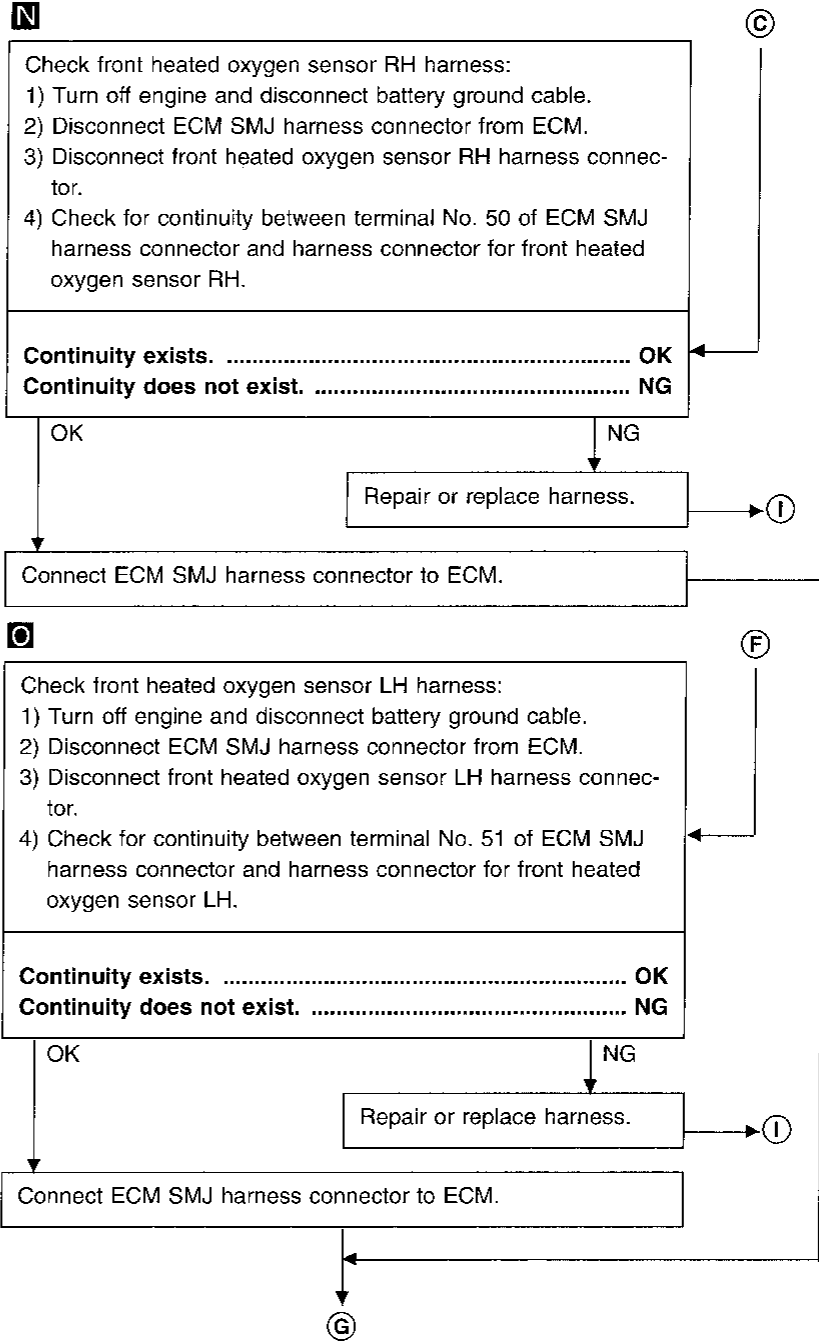 N
C
Check front heated oxygen sensor RH harness:
1) Turn off engine and disconnect battery ground cable.
2) Disconnect ECM SMJ harness connector from ECM.
3) Disconnect front heated oxygen sensor RH harness connec-
tor.
4) Check for continuity between terminal No. 50 of ECM SMJ
harness connector and harness connector for front heated
oxygen sensor RH.
Continuity exists. .................................................................. OK
Continuity does not exist. .................................................... NG
OK
NG
Repair or replace harness.
I
Connect ECM SMJ harness connector to ECM.
O
F
Check front heated oxygen sensor LH harness:
1) Turn off engine and disconnect battery ground cable.
2) Disconnect ECM SMJ harness connector from ECM.
3) Disconnect front heated oxygen sensor LH harness connec-
tor.
4) Check for continuity between terminal No. 51 of ECM SMJ
harness connector and harness connector for front heated
oxygen sensor LH.
Continuity exists. .................................................................. OK
Continuity does not exist. .................................................... NG
OK
NG
Repair or replace harness.
I
Connect ECM SMJ harness connector to ECM.
G